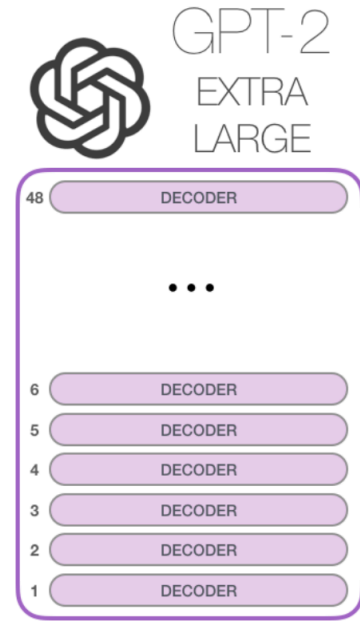 GPT-2
EXTRA
LARGE
48 DECODER
...
6 DECODER
5 DECODER
4 DECODER
3 DECODER
2 DECODER
1 DECODER